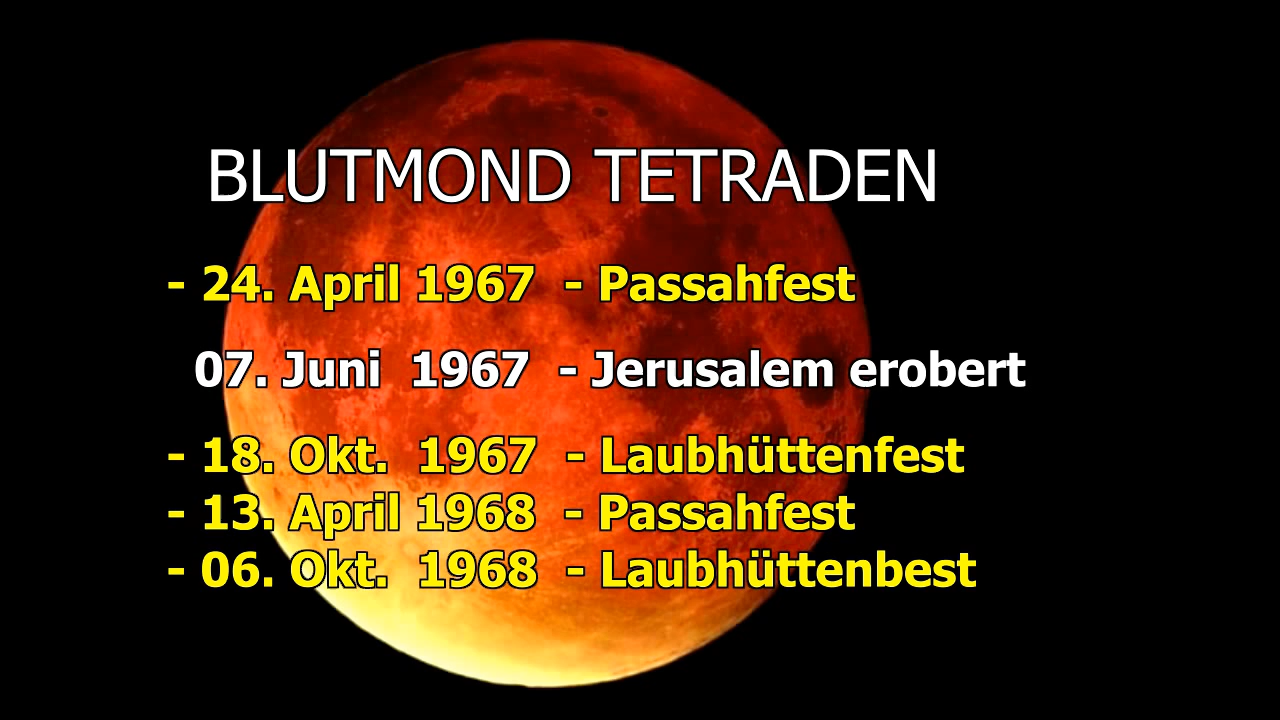 BLUTMOND TETRADEN
- 24. April 1967 - Passahfest
07. Juni 1967 - Jerusalem erobert
- 18. Okt. 1967 - Laubhüttenfest
- 13. April 1968 - Passahfest
- 06. Okt. 1968 - Laubhüttenbest